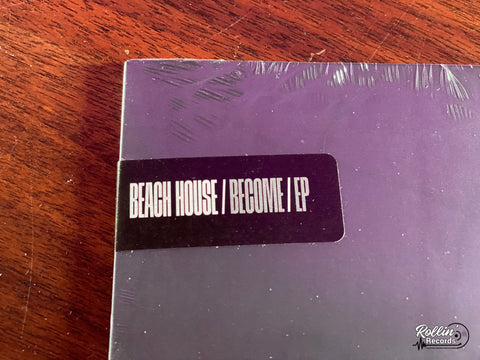 BEACH HOUSE / BECOME / EP
Rollin'
Records